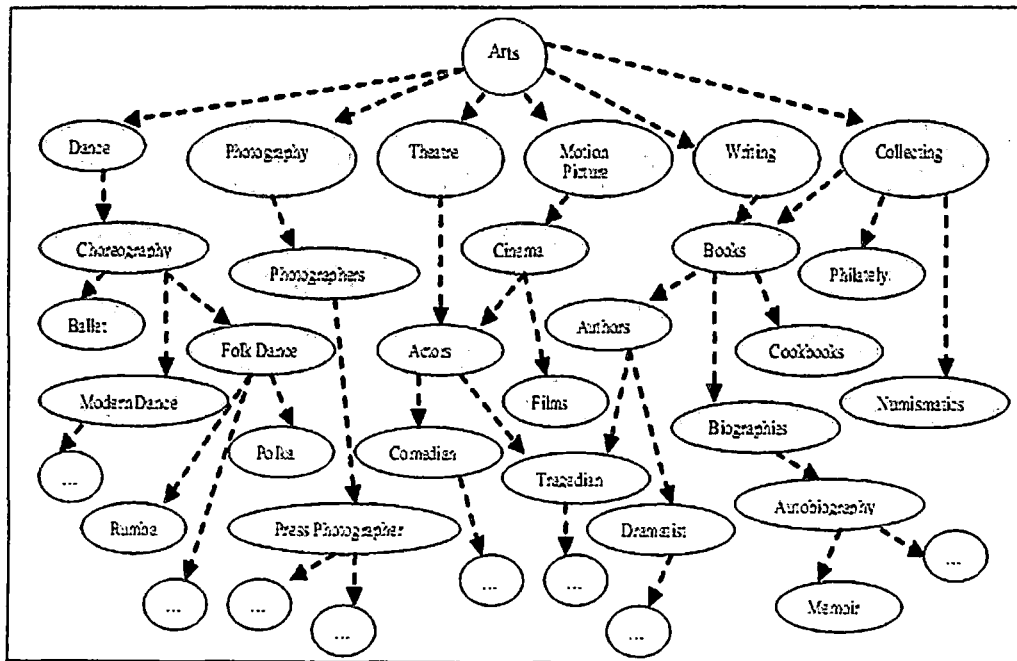 Arts
Dance
Photography
Theatre
Motion
Picture
Writing
Collecting
Choreography
Photographers
Cinema
Books
Philately
Ballet
Folk Dance
Actors
Authors
Cookbooks
Modern Dance
Films
Numismatics
Polka
Comedian
Biographies
...
Tragedian
Rumba
Press Photographer
Dramatist
Autobiography
...
...
...
...
...
...
...
Memoir